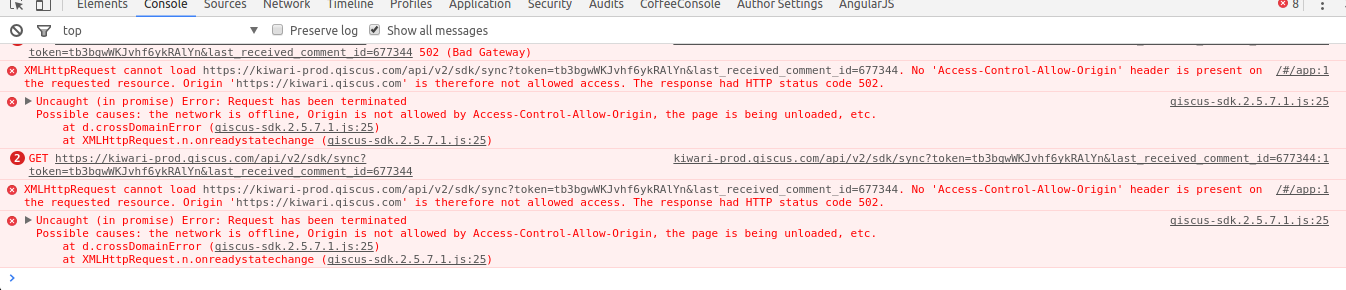 Elements Console Sources Network Timeline Profiles Application Security Audits CoffeeConsole Author Settings AngularJS 8
top Preserve log Show all messages
token=tb3bgwWKJvhf6ykRAlYn&last_received_comment_id=677344 502 (Bad Gateway)
XMLHttpRequest cannot load https://kiwari-prod.qiscus.com/api/v2/sdk/sync?token=tb3bgwWKJvhf6ykRAlYn&last_received_comment_id=677344. No 'Access-Control-Allow-Origin' header is present on /#/app:1
the requested resource. Origin 'https://kiwari.qiscus.com' is therefore not allowed access. The response had HTTP status code 502.
Uncaught (in promise) Error: Request has been terminated qiscus-sdk.2.5.7.1.js:25
Possible causes: the network is offline, Origin is not allowed by Access-Control-Allow-Origin, the page is being unloaded, etc.
at d.crossDomainError (qiscus-sdk.2.5.7.1.js:25)
at XMLHttpRequest.n.onreadystatechange (qiscus-sdk.2.5.7.1.js:25)
2 GET https://kiwari-prod.qiscus.com/api/v2/sdk/sync? kiwari-prod.qiscus.com/api/v2/sdk/sync?token=tb3bgwWKJvhf6ykRAlYn&last_received_comment_id=677344:1
token=tb3bgwWKJvhf6ykRAlYn&last_received_comment_id=677344
XMLHttpRequest cannot load https://kiwari-prod.qiscus.com/api/v2/sdk/sync?token=tb3bgwWKJvhf6ykRAlYn&last_received_comment_id=677344. No 'Access-Control-Allow-Origin' header is present on /#/app:1
the requested resource. Origin 'https://kiwari.qiscus.com' is therefore not allowed access. The response had HTTP status code 502.
Uncaught (in promise) Error: Request has been terminated qiscus-sdk.2.5.7.1.js:25
Possible causes: the network is offline, Origin is not allowed by Access-Control-Allow-Origin, the page is being unloaded, etc.
at d.crossDomainError (qiscus-sdk.2.5.7.1.js:25)
at XMLHttpRequest.n.onreadystatechange (qiscus-sdk.2.5.7.1.js:25)